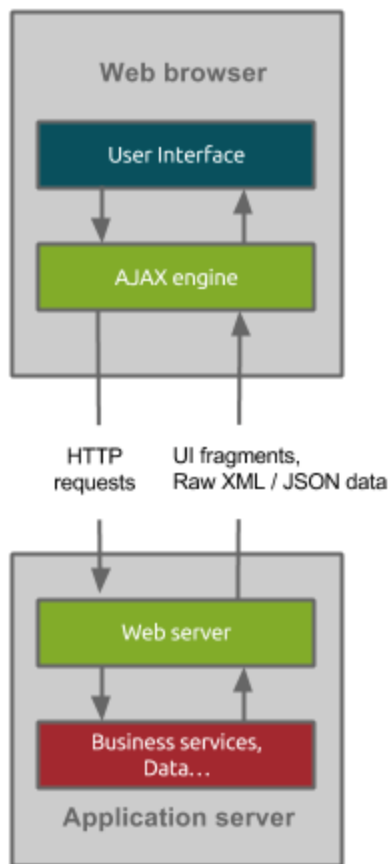 Web browser
User Interface
AJAX engine
HTTP
requests
UI fragments,
Raw XML / JSON data
Web server
Business services,
Data...
Application server